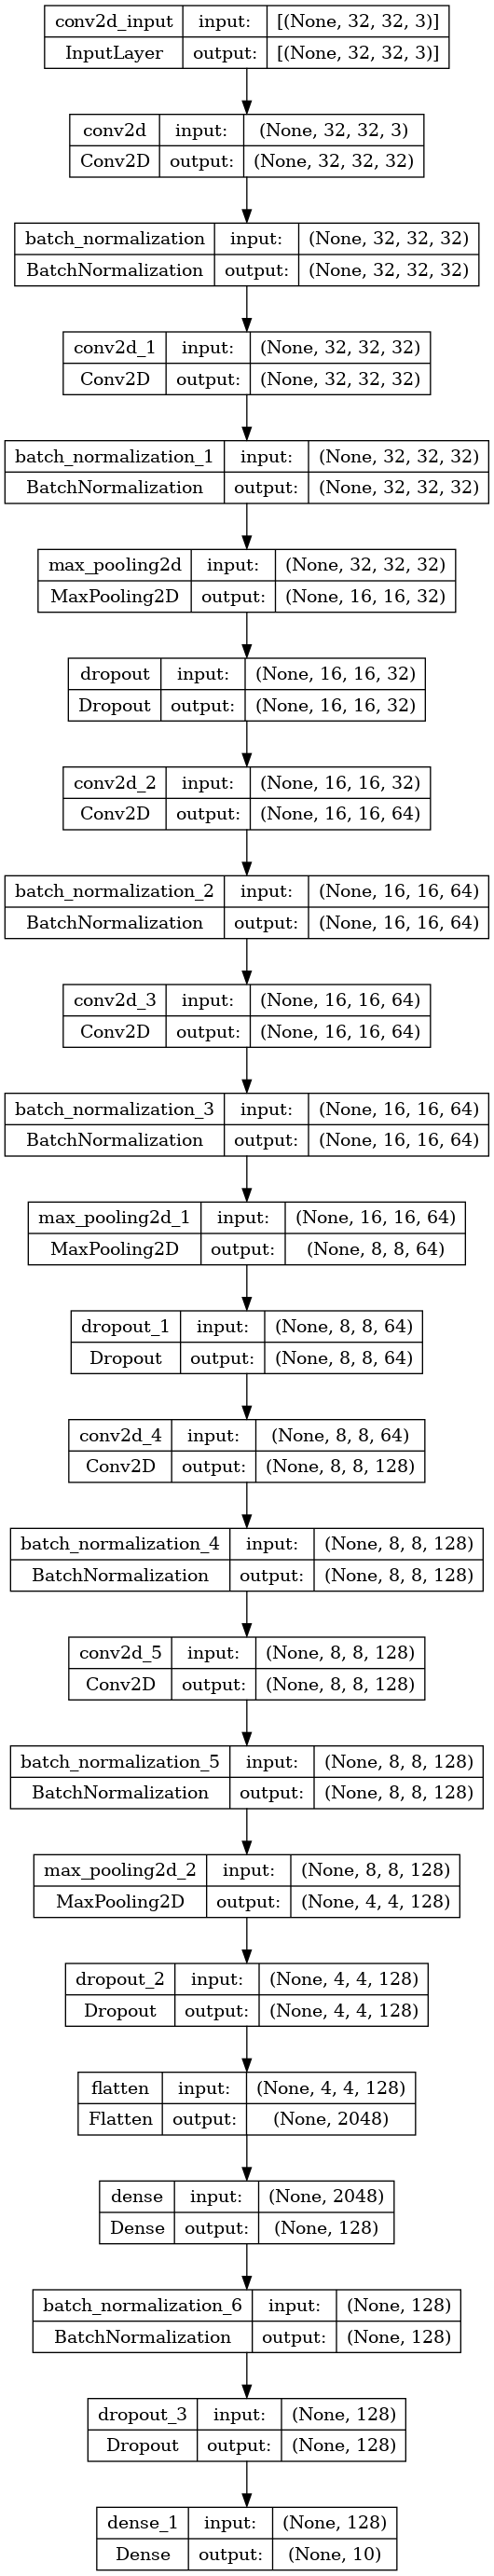 conv2d_input input: [(None, 32, 32, 3)]
InputLayer output: [(None, 32, 32, 3)]
conv2d input: (None, 32, 32, 3)
Conv2D output: (None, 32, 32, 32)
batch_normalization input: (None, 32, 32, 32)
BatchNormalization output: (None, 32, 32, 32)
conv2d_1 input: (None, 32, 32, 32)
Conv2D output: (None, 32, 32, 32)
batch_normalization_1 input: (None, 32, 32, 32)
BatchNormalization output: (None, 32, 32, 32)
max_pooling2d input: (None, 32, 32, 32)
MaxPooling2D output: (None, 16, 16, 32)
dropout input: (None, 16, 16, 32)
Dropout output: (None, 16, 16, 32)
conv2d_2 input: (None, 16, 16, 32)
Conv2D output: (None, 16, 16, 64)
batch_normalization_2 input: (None, 16, 16, 64)
BatchNormalization output: (None, 16, 16, 64)
conv2d_3 input: (None, 16, 16, 64)
Conv2D output: (None, 16, 16, 64)
batch_normalization_3 input: (None, 16, 16, 64)
BatchNormalization output: (None, 16, 16, 64)
max_pooling2d_1 input: (None, 16, 16, 64)
MaxPooling2D output: (None, 8, 8, 64)
dropout_1 input: (None, 8, 8, 64)
Dropout output: (None, 8, 8, 64)
conv2d_4 input: (None, 8, 8, 64)
Conv2D output: (None, 8, 8, 128)
batch_normalization_4 input: (None, 8, 8, 128)
BatchNormalization output: (None, 8, 8, 128)
conv2d_5 input: (None, 8, 8, 128)
Conv2D output: (None, 8, 8, 128)
batch_normalization_5 input: (None, 8, 8, 128)
BatchNormalization output: (None, 8, 8, 128)
max_pooling2d_2 input: (None, 8, 8, 128)
MaxPooling2D output: (None, 4, 4, 128)
dropout_2 input: (None, 4, 4, 128)
Dropout output: (None, 4, 4, 128)
flatten input: (None, 4, 4, 128)
Flatten output: (None, 2048)
dense input: (None, 2048)
Dense output: (None, 128)
batch_normalization_6 input: (None, 128)
BatchNormalization output: (None, 128)
dropout_3 input: (None, 128)
Dropout output: (None, 128)
dense_1 input: (None, 128)
Dense output: (None, 10)